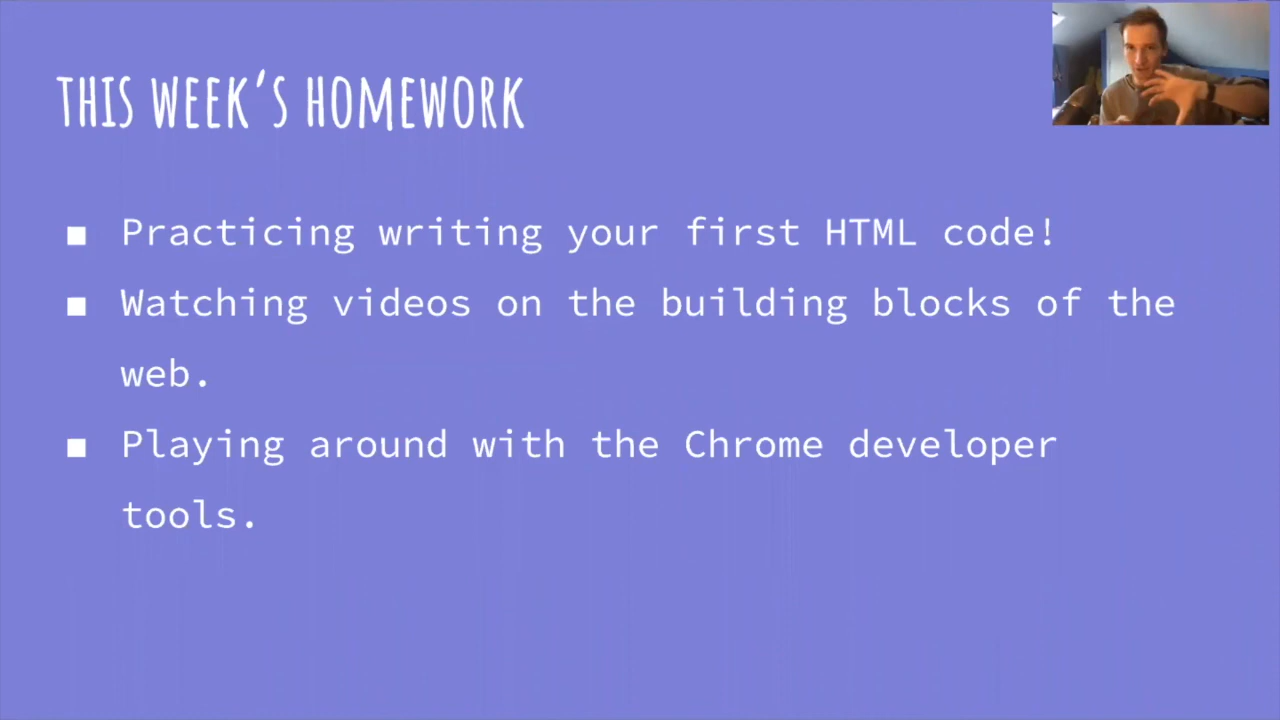 THIS WEEK'S HOMEWORK
■ Practicing writing your first HTML code!
■ Watching videos on the building blocks of the
web.
■ Playing around with the Chrome developer
tools.